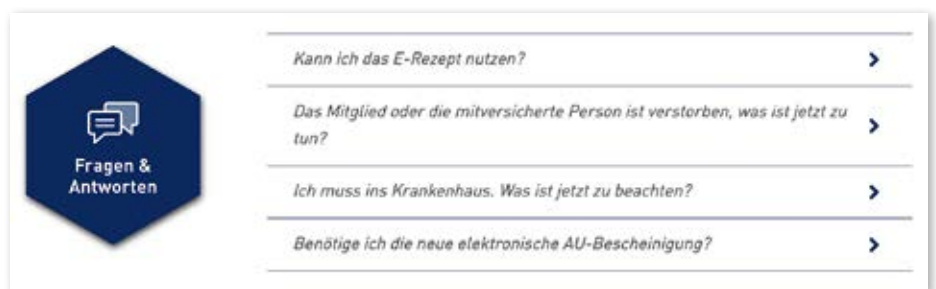 Kann ich das E-Rezept nutzen?
Das Mitglied oder die mitversicherte Person ist verstorben, was ist jetzt zu
tun?
Fragen &
Antworten
Ich muss ins Krankenhaus. Was ist jetzt zu beachten?
Benötige ich die neue elektronische AU-Bescheinigung?